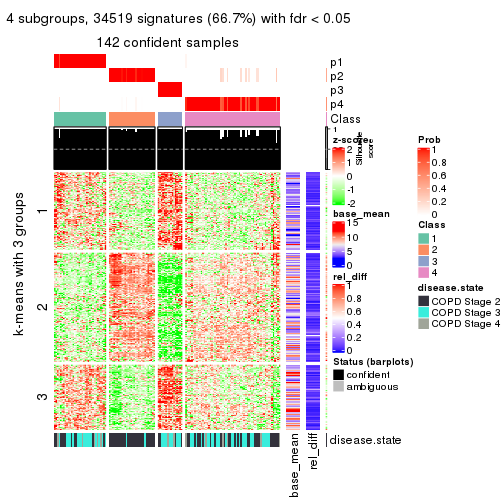 4 subgroups, 34519 signatures (66.7%) with fdr < 0.05
142 confident samples
p1
p2
p3
p4
Class
1
Silhouette
score
k-means with 3 groups
1
2
3
base_mean
rel_diff
disease.state
z-score
2
1
0
-1
-2
base_mean
15
10
5
0
rel_diff
1
0.8
0.6
0.4
0.2
0
Status (barplots)
confident
ambiguous
Prob
1
0.8
0.6
0.4
0.2
0
Class
1
2
3
4
disease.state
COPD Stage 2
COPD Stage 3
COPD Stage 4